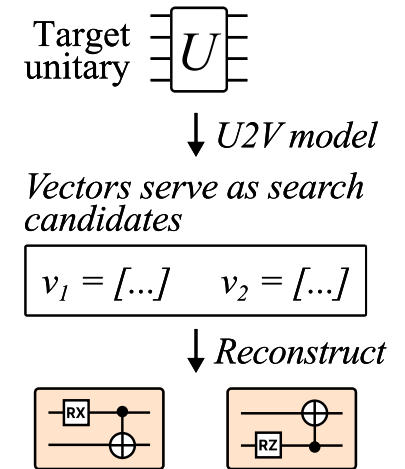 Target
unitary
U
U2V model
Vectors serve as search
candidates
v1 = [...] v2 = [...]
Reconstruct
RX
RZ